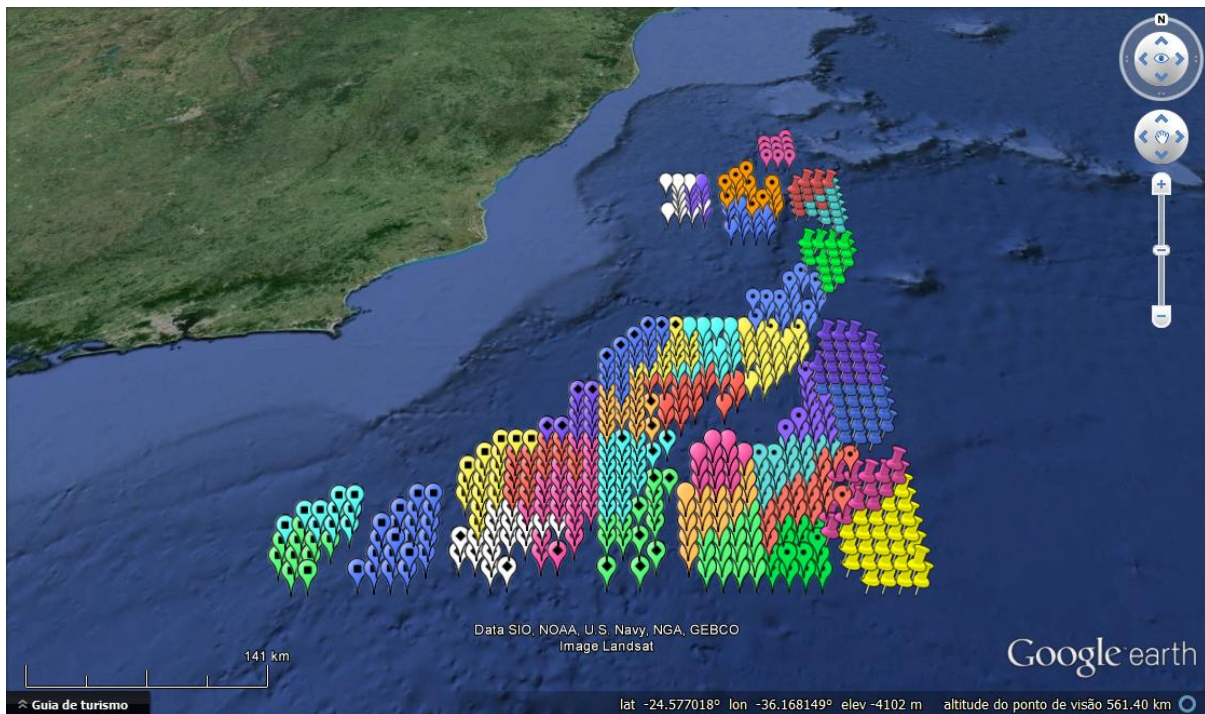 N
141 km
Data SIO, NOAA, U.S. Navy, NGA, GEBCO
Image Landsat
Google earth
Guia de turismo
lat -24.577018° lon -36.168149° elev -4102 m altitude do ponto de visão 561.40 km